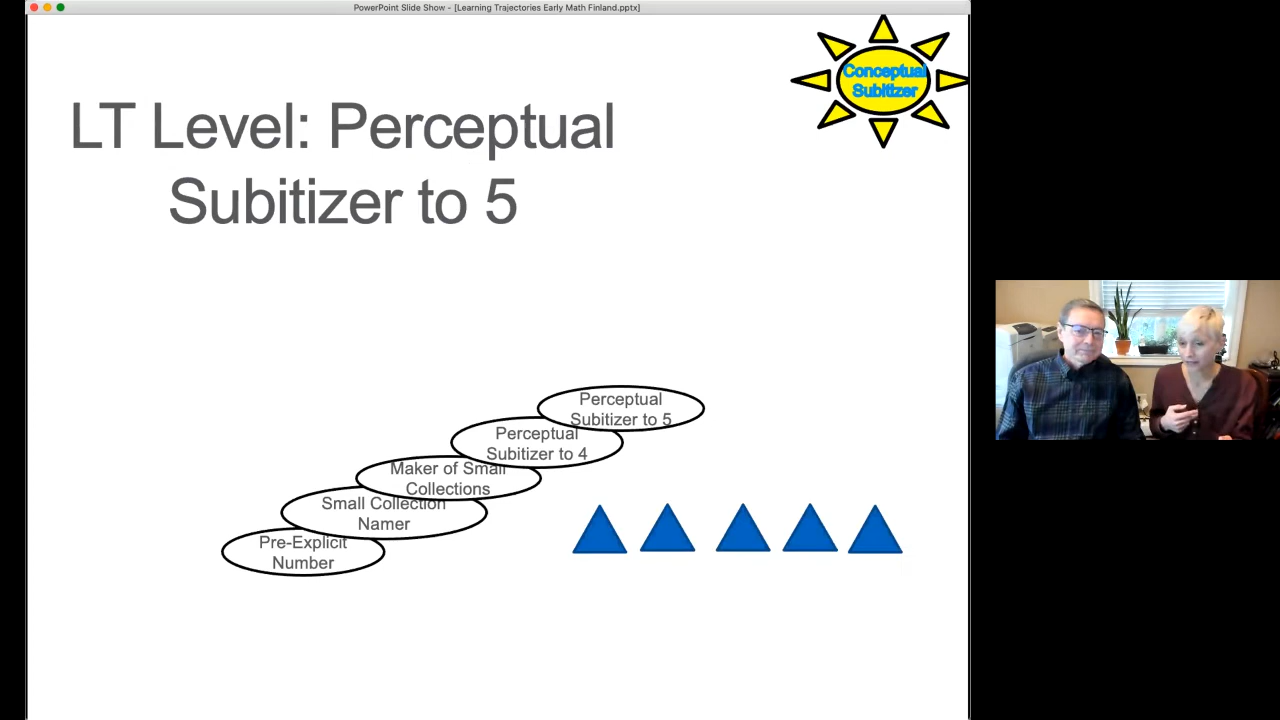 PowerPoint Slide Show - [Learning Trajectories Early Math Finland.pptx]
Conceptual
Subitizer
LT Level: Perceptual
Subitizer to 5
Perceptual
Subitizer to 5
Perceptual
Subitizer to 4
Maker of Small
Collections
Small Collection
Namer
Pre-Explicit
Number